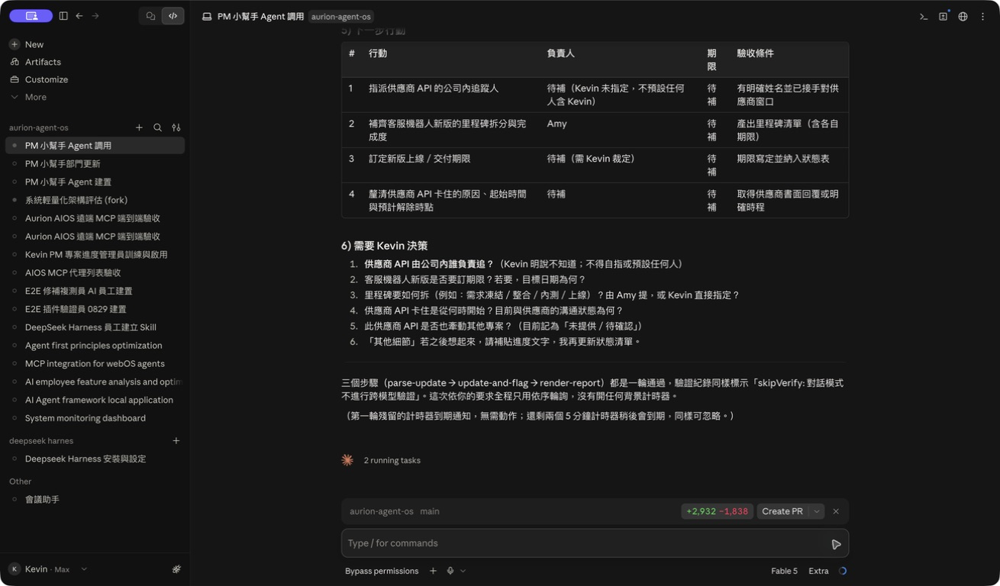 PM 小幫手 Agent 調用 aurion-agent-os
New
Artifacts
Customize
More
aurion-agent-os
PM 小幫手 Agent 調用
PM 小幫手部門更新
PM 小幫手 Agent 建置
系統輕量化架構評估 (fork)
Aurion AIOS 遠端 MCP 端到端驗收
Aurion AIOS 遠端 MCP 端到端驗收
Kevin PM 專案進度管理員訓練與啟用
AIOS MCP 代理列表驗收
E2E 修補複測員 AI 員工建置
E2E 插件驗證員 0829 建置
DeepSeek Harness 員工建立 Skill
Agent first principles optimization
MCP integration for webOS agents
AI employee feature analysis and optim
AI Agent framework local application
System monitoring dashboard
deepseek harnes
Deepseek Harness 安裝與設定
Other
會議助手
K Kevin · Max
5) 下一步行動
# 行動 負責人 期限 驗收條件
1 指派供應商 API 的公司內追蹤人 待補（Kevin 未指定，不預設任何人含 Kevin） 待補 有明確姓名並已接手對供應商窗口
2 補齊客服機器人新版的里程碑拆分與完成度 Amy 待補 產出里程碑清單（含各自期限）
3 訂定新版上線 / 交付期限 待補（需 Kevin 裁定） 待補 期限寫定並納入狀態表
4 釐清供應商 API 卡住的原因、起始時間與預計解除時點 待補 待補 取得供應商書面回覆或明確時程
6) 需要 Kevin 決策
1. 供應商 API 由公司內誰負責追？（Kevin 明說不知道；不得自指或預設任何人）
2. 客服機器人新版是否要訂期限？若要，目標日期為何？
3. 里程碑要如何拆（例如：需求凍結 / 整合 / 內測 / 上線）？由 Amy 提，或 Kevin 直接指定？
4. 供應商 API 卡住是從何時開始？目前與供應商的溝通狀態為何？
5. 此供應商 API 是否也牽動其他專案？（目前記為「未提供 / 待確認」）
6. 「其他細節」若之後想起來，請補貼進度文字，我再更新狀態清單。
三個步驟（parse-update → update-and-flag → render-report）都是一輪通過，驗證紀錄同樣標示「skipVerify: 對話模式
不進行跨模型驗證」。這次依你的要求全程只用依序輪詢，沒有開任何背景計時器。
（第一輪殘留的計時器到期通知，無需動作；還剩兩個 5 分鐘計時器稍後會到期，同樣可忽略。）
2 running tasks
aurion-agent-os main +2,932 −1,838 Create PR
Type / for commands
Bypass permissions Fable 5 Extra